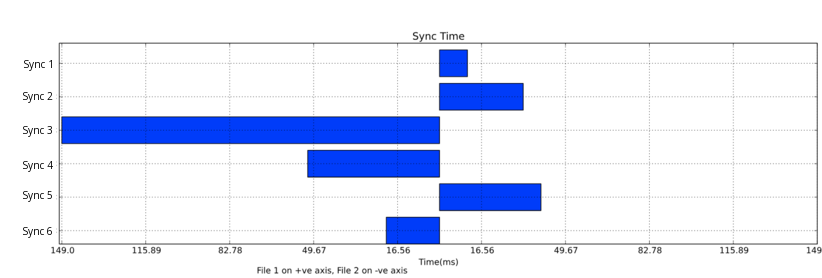 Sync Time
Sync 1
Sync 2
Sync 3
Sync 4
Sync 5
Sync 6
149.0 115.89 82.78 49.67 16.56 16.56 49.67 82.78 115.89 149
Time(ms)
File 1 on +ve axis, File 2 on -ve axis